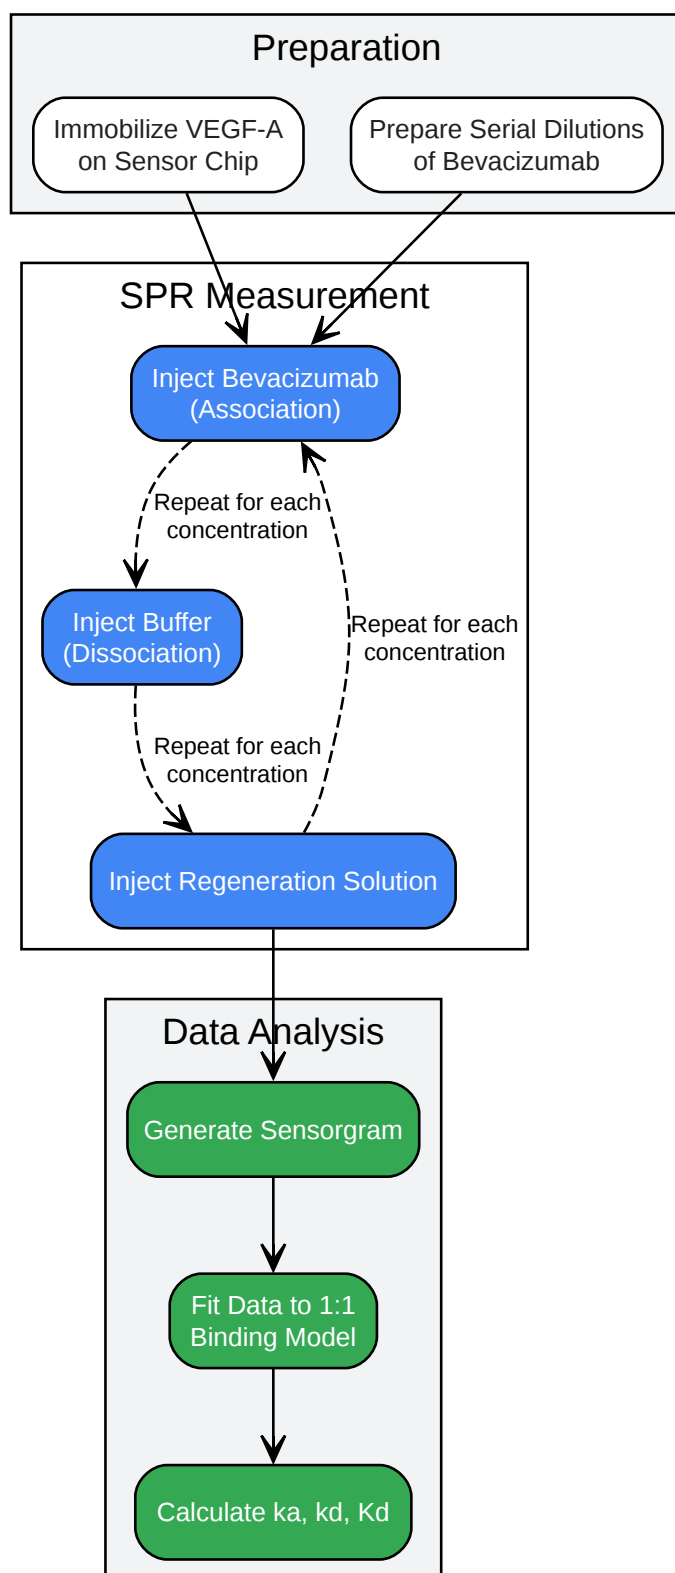 Preparation
Immobilize VEGF-A
on Sensor Chip
Prepare Serial Dilutions
of Bevacizumab
SPR Measurement
Inject Bevacizumab
(Association)
Repeat for each
concentration
Inject Buffer
(Dissociation)
Repeat for each
concentration
Repeat for each
concentration
Inject Regeneration Solution
Data Analysis
Generate Sensorgram
Fit Data to 1:1
Binding Model
Calculate ka, kd, Kd